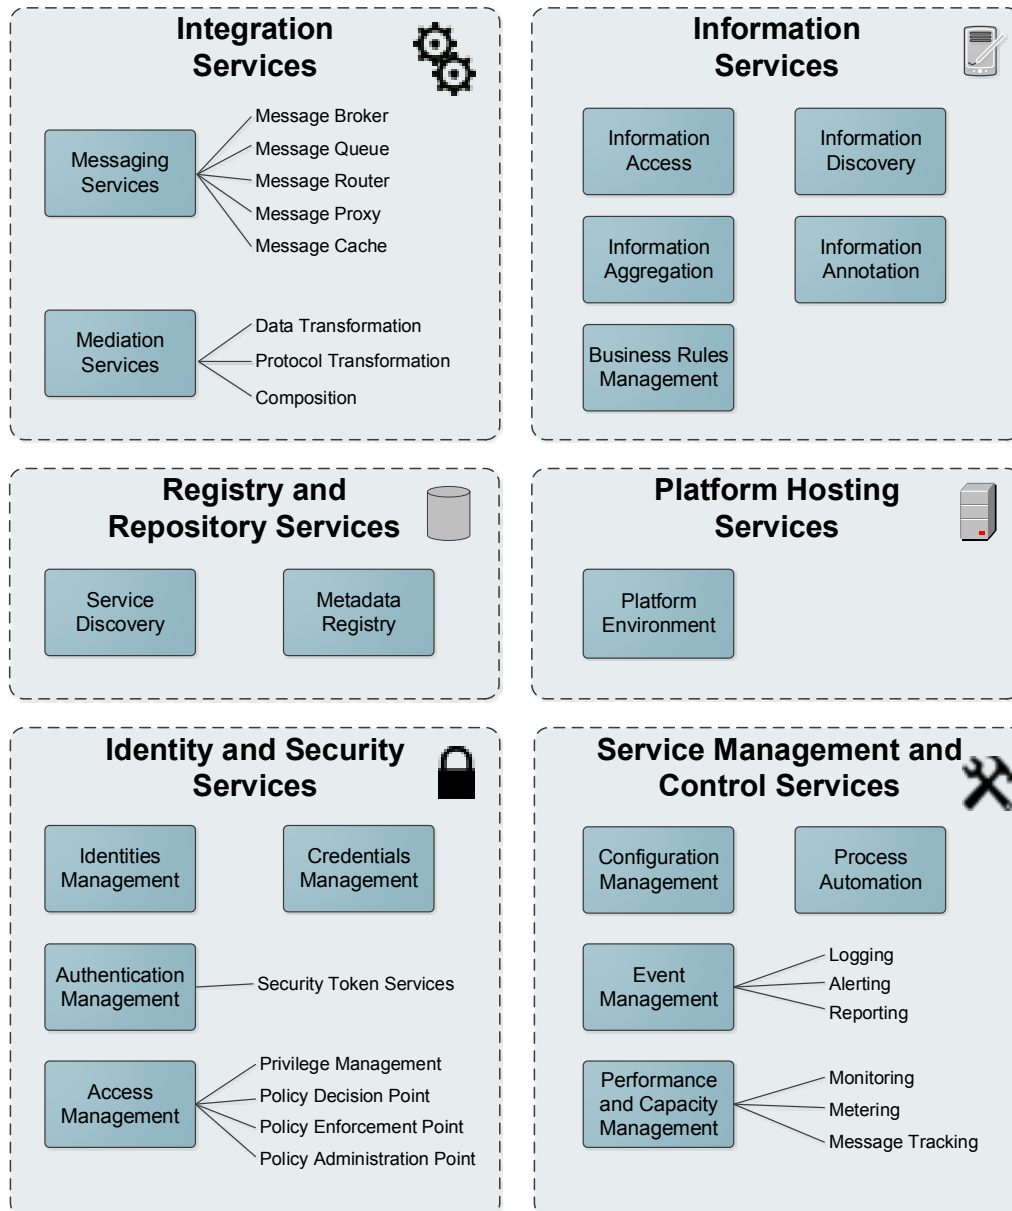 Integration
Services
Messaging
Services
Message Broker
Message Queue
Message Router
Message Proxy
Message Cache
Mediation
Services
Data Transformation
Protocol Transformation
Composition
Information
Services
Information
Access
Information
Discovery
Information
Aggregation
Information
Annotation
Business Rules
Management
Registry and
Repository Services
Service
Discovery
Metadata
Registry
Platform Hosting
Services
Platform
Environment
Identity and Security
Services
Identities
Management
Credentials
Management
Authentication
Management
Security Token Services
Access
Management
Privilege Management
Policy Decision Point
Policy Enforcement Point
Policy Administration Point
Service Management and
Control Services
Configuration
Management
Process
Automation
Event
Management
Logging
Alerting
Reporting
Performance
and Capacity
Management
Monitoring
Metering
Message Tracking